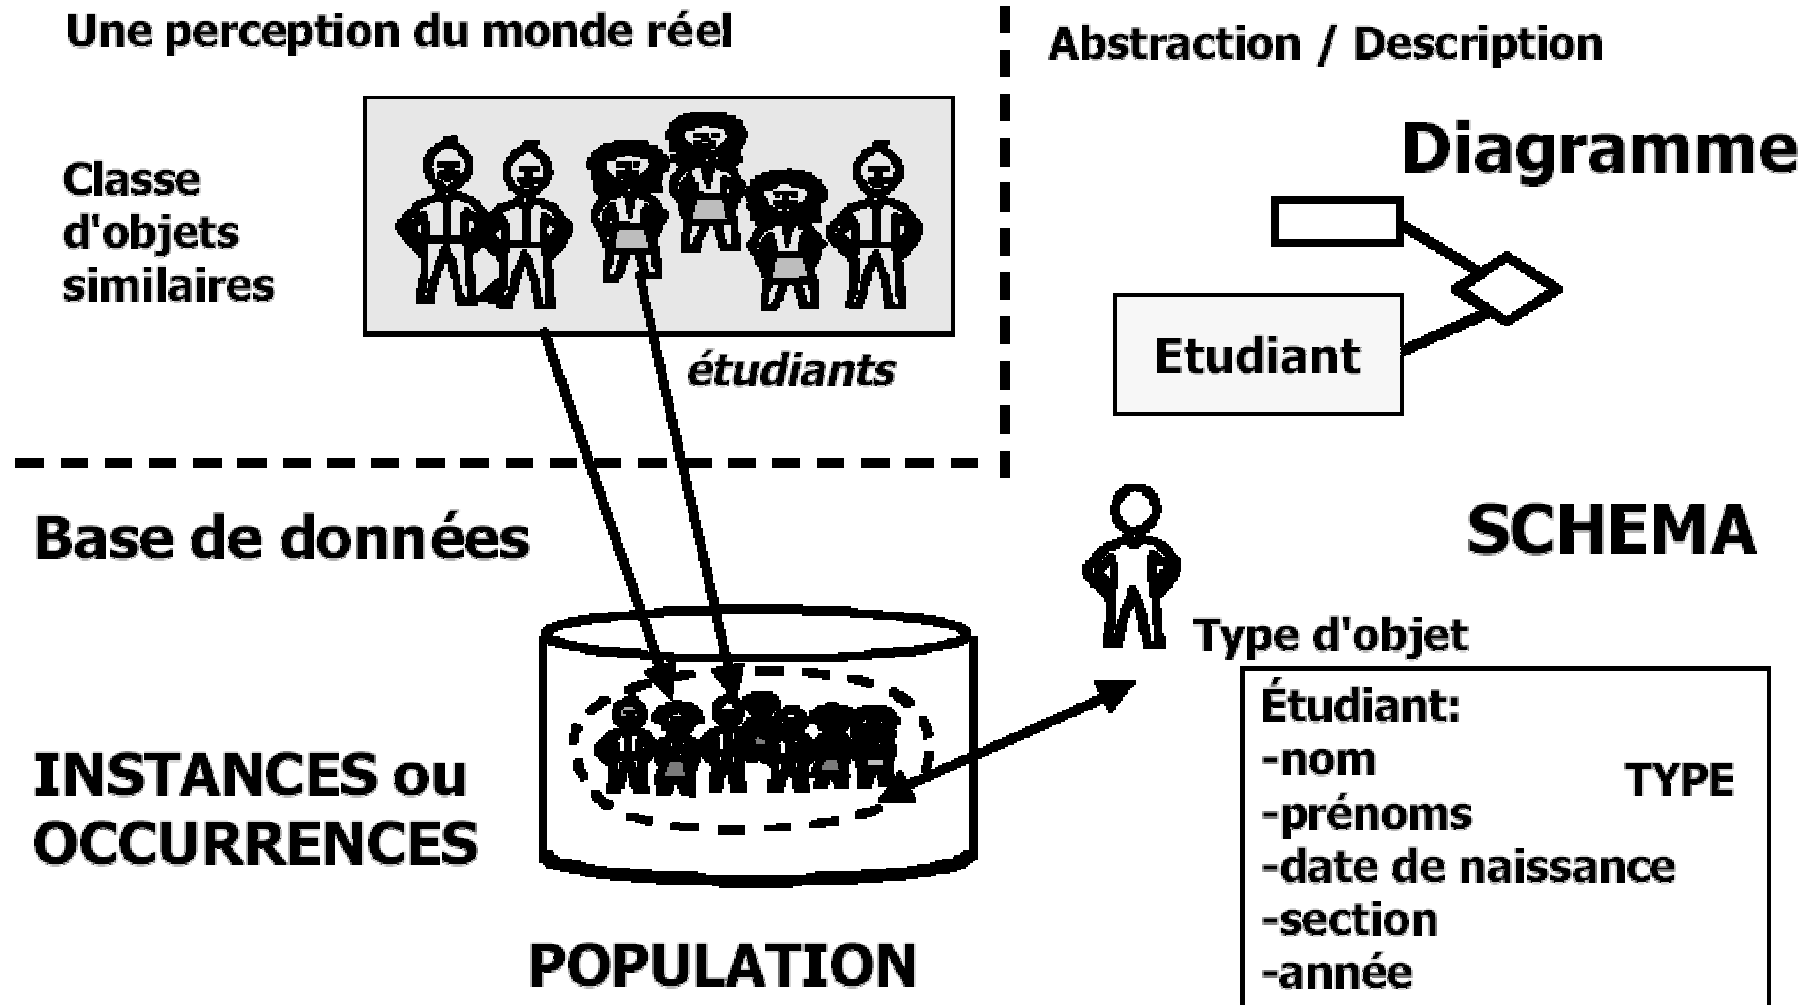 Une perception du monde réel
Classe
d'objets
similaires
étudiants
Abstraction / Description
Diagramme
Etudiant
Base de données
INSTANCES ou
OCCURRENCES
POPULATION
SCHEMA
Type d'objet
Étudiant:
-nom
TYPE
-prénoms
-date de naissance
-section
-année